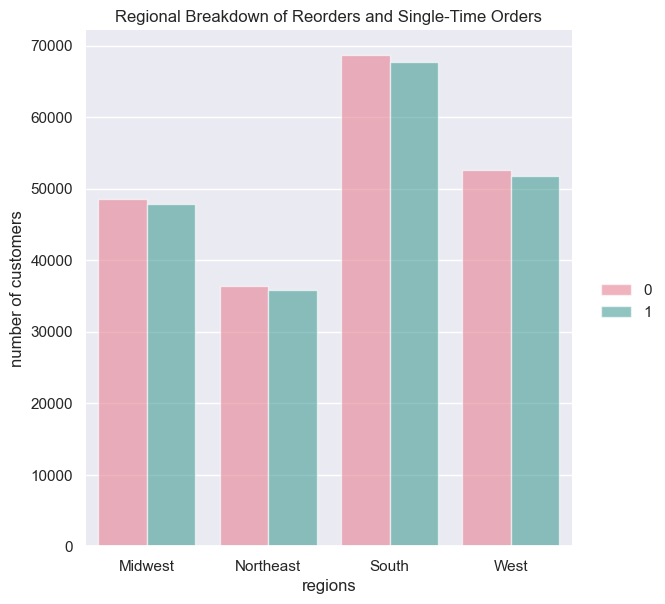 Regional Breakdown of Reorders and Single-Time Orders
70000
60000
50000
40000
30000
20000
10000
0
number of customers
Midwest Northeast South West
regions
0
1